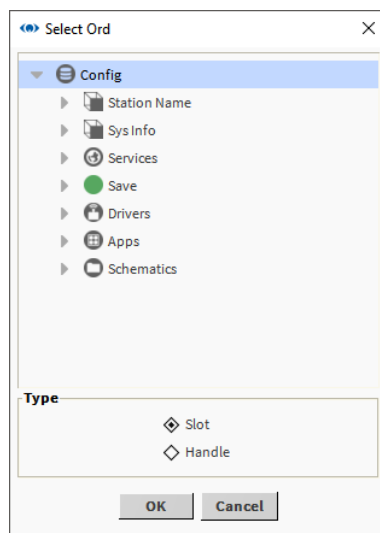 Select Ord
Config
Station Name
Sys Info
Services
Save
Drivers
Apps
Schematics
Type
Slot
Handle
OK
Cancel